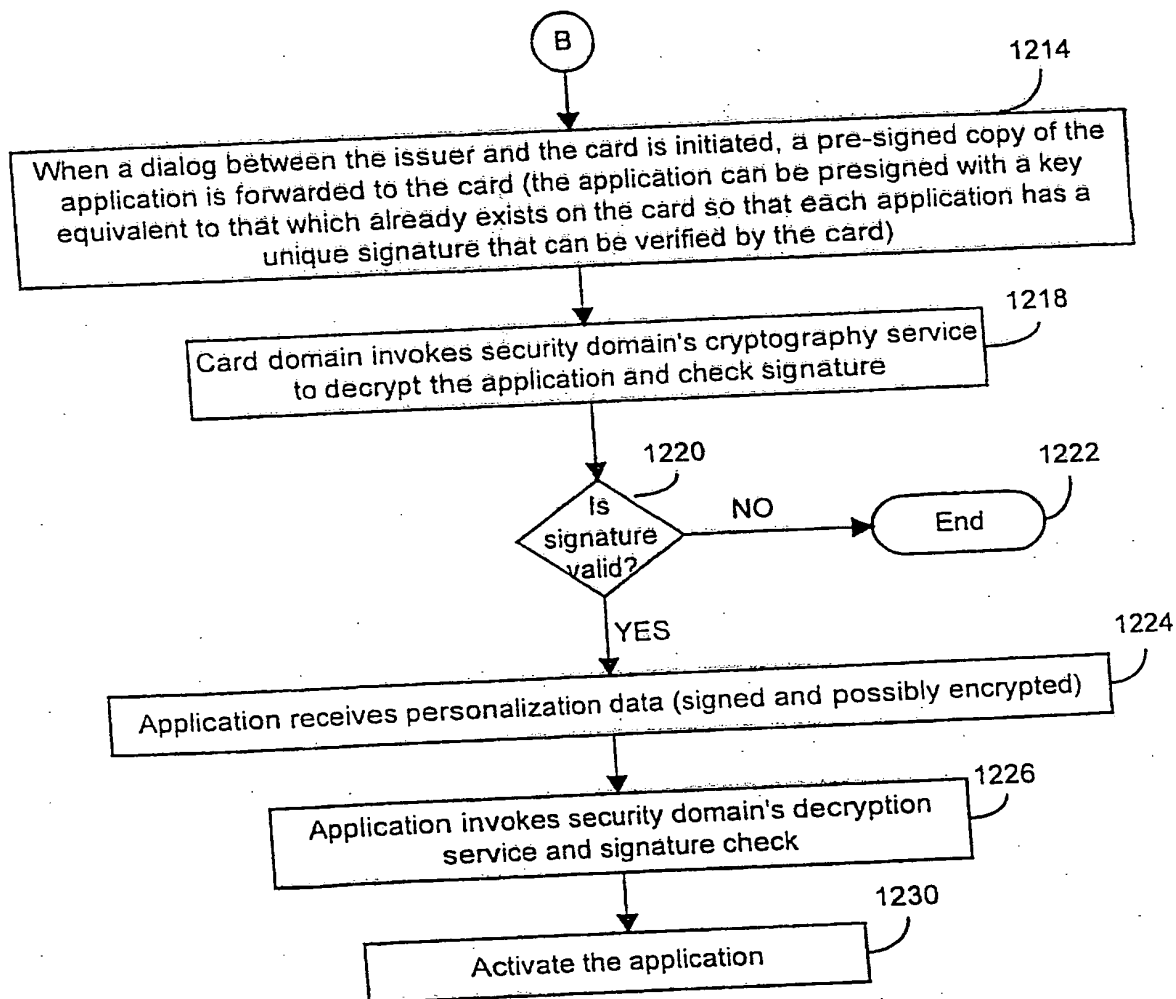 B
1214
When a dialog between the issuer and the card is initiated, a pre-signed copy of the
application is forwarded to the card (the application can be presigned with a key
equivalent to that which already exists on the card so that each application has a
unique signature that can be verified by the card)
1218
Card domain invokes security domain's cryptography service
to decrypt the application and check signature
1220
Is
signature
valid?
NO
1222
End
YES
1224
Application receives personalization data (signed and possibly encrypted)
1226
Application invokes security domain's decryption
service and signature check
1230
Activate the application